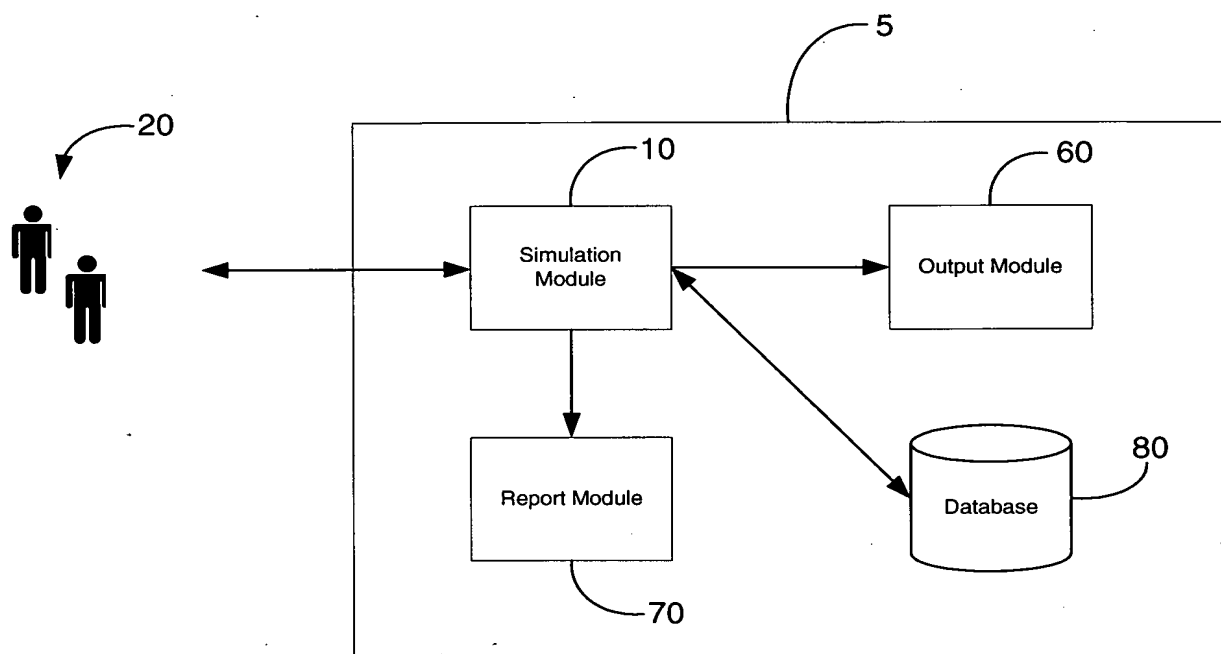 5
20
10
60
Simulation
Module
Output Module
80
Report Module
Database
70